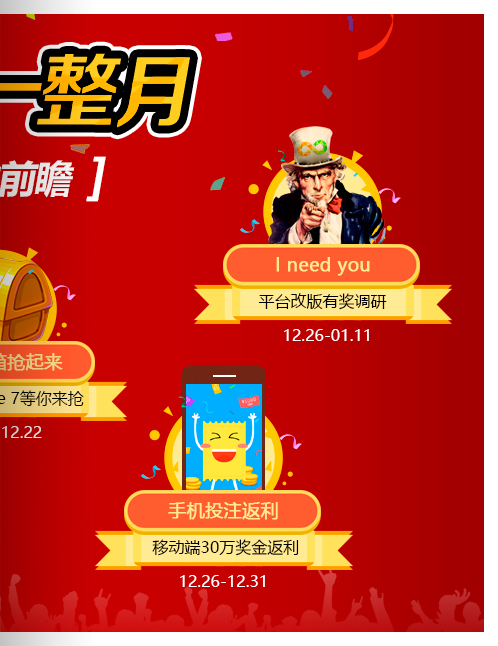 一整月
前瞻 ]
I need you
平台改版有奖调研
12.26-01.11
箱抢起来
e 7等你来抢
12.22
手机投注返利
移动端30万奖金返利
12.26-12.31